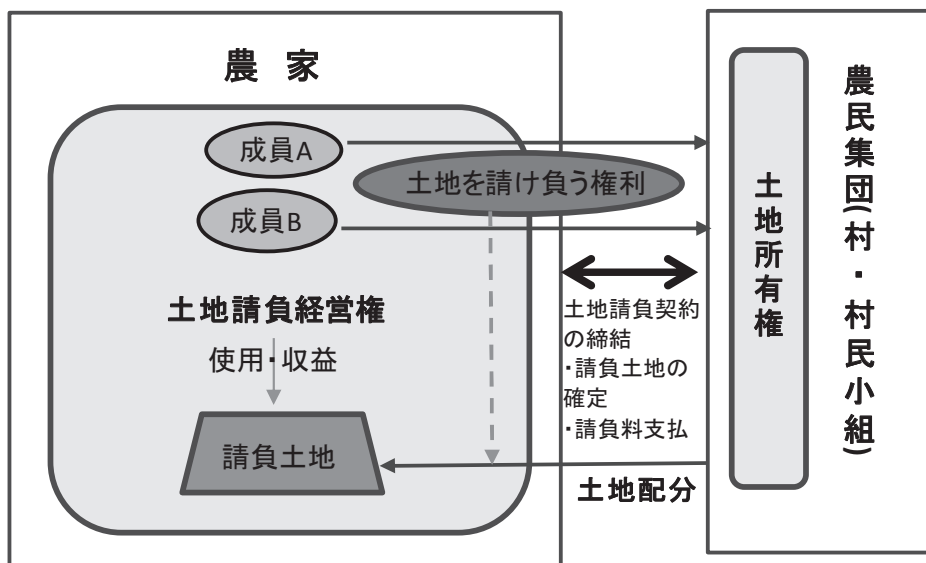 農 家
成員A
土地を請け負う権利
成員B
土地請負経営権
使用・収益
請負土地
土地請負契約
の締結
・請負土地の
確定
・請負料支払
土地配分
土地所有権
農民集団(村・村民小組)